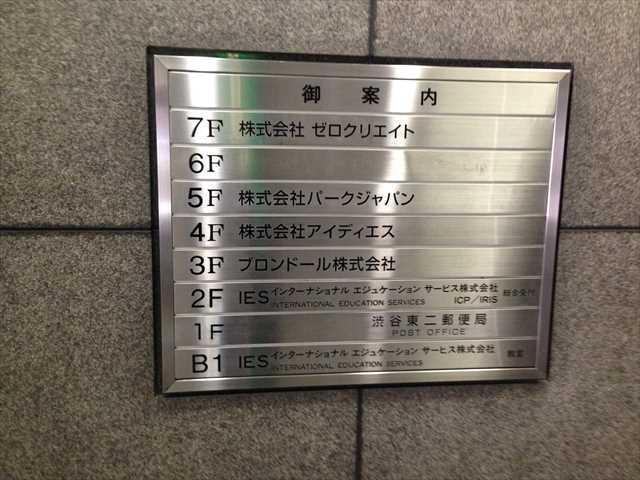 御案内
7F 株式会社 ゼロクリエイト
6F
5F 株式会社パークジャパン
4F 株式会社アイディエス
3F ブロンドール株式会社
2F IES インターナショナル エジュケーション サービス株式会社 総合受付
INTERNATIONAL EDUCATION SERVICES ICP/IRIS
1F 渋谷東二郵便局
POST OFFICE
B1 IES インターナショナル エジュケーション サービス株式会社 教室
INTERNATIONAL EDUCATION SERVICES